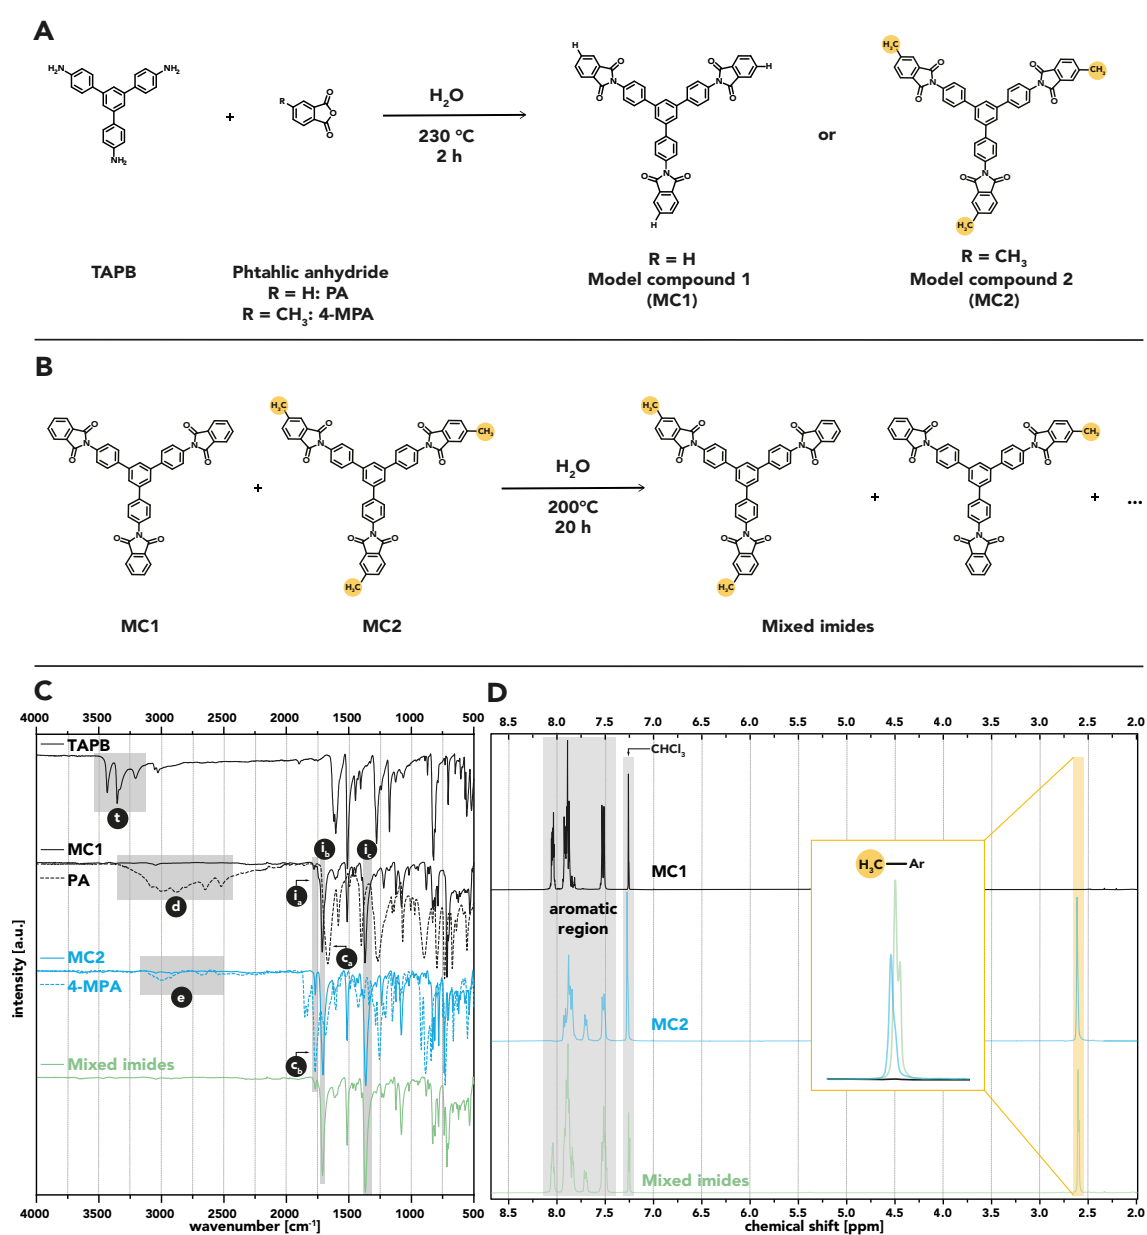 A
NH₂
H₂N
NH₂
+
R
O
O
O
H₂O
230 °C
2 h
H
O
N
O
O
N
O
H
O
N
O
H
or
H₃C
O
N
O
O
N
O
CH₃
N
O
O
H₃C
TAPB
Phtahlic anhydride
R = H: PA
R = CH₃: 4-MPA
R = H
Model compound 1
(MC1)
R = CH₃
Model compound 2
(MC2)
B
O
N
O
O
N
O
N
O
O
+
H₃C
O
N
O
O
N
O
CH₃
N
O
O
H₃C
H₂O
200°C
20 h
H₃C
O
N
O
O
N
O
N
O
O
H₃C
+
O
N
O
O
N
O
CH₃
N
O
O
+
...
MC1
MC2
Mixed imides
C
4000 3500 3000 2500 2000 1500 1000 500
TAPB
t
MC1
PA
d
i_b
i_c
i_a
c_a
MC2
4-MPA
e
c_b
Mixed imides
intensity [a.u.]
4000 3500 3000 2500 2000 1500 1000 500
wavenumber [cm⁻¹]
D
8.5 8.0 7.5 7.0 6.5 6.0 5.5 5.0 4.5 4.0 3.5 3.0 2.5 2.0
CHCl₃
MC1
aromatic
region
H₃C
Ar
MC2
Mixed imides
8.5 8.0 7.5 7.0 6.5 6.0 5.5 5.0 4.5 4.0 3.5 3.0 2.5 2.0
chemical shift [ppm]